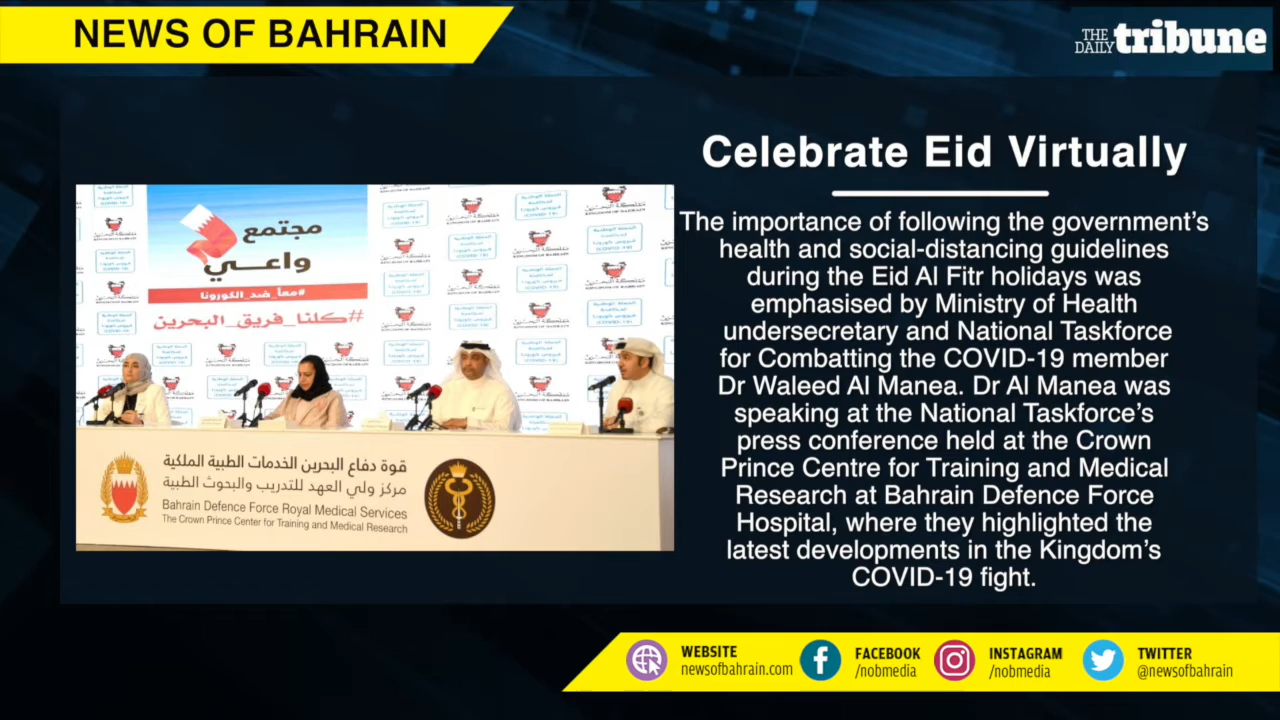 NEWS OF BAHRAIN
THE DAILY tribune
Celebrate Eid Virtually
The importance of following the government's
health and social-distancing guidelines
during the Eid Al Fitr holidays was
emphasised by Ministry of Health
undersecretary and National Taskforce
for Combatting the COVID-19 member
Dr Waleed Al Manea. Dr Al Manea was
speaking at the National Taskforce's
press conference held at the Crown
Prince Centre for Training and Medical
Research at Bahrain Defence Force
Hospital, where they highlighted the
latest developments in the Kingdom's
COVID-19 fight.
مجتمع
واعـــي
#معاً_ضد_الكورونا
#كلنا_فريق_البحرين
قوة دفاع البحرين الخدمات الطبية الملكية
مركز ولي العهد للتدريب والبحوث الطبية
Bahrain Defence Force Royal Medical Services
The Crown Prince Center for Training and Medical Research
WEBSITE
newsofbahrain.com
FACEBOOK
/nobmedia
INSTAGRAM
/nobmedia
TWITTER
@newsofbahrain